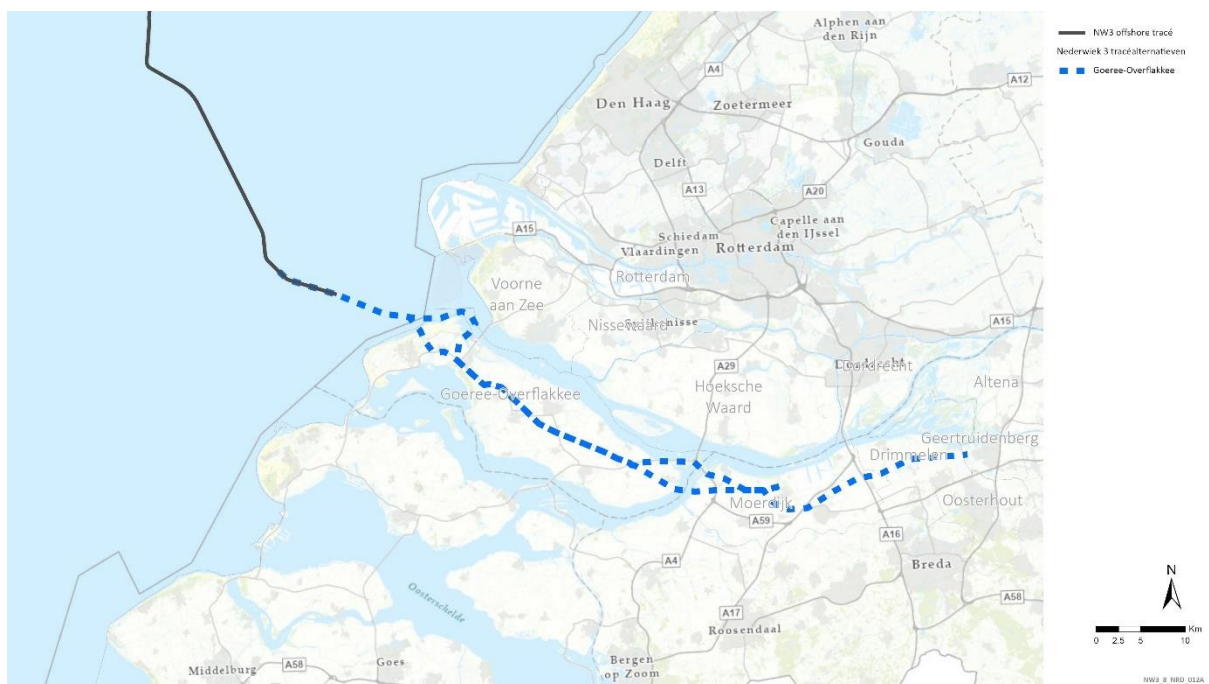 Alphen aan
den Rijn
A4
A12
Den Haag
Zoetermeer
Gouda
Delft
A13
A20
Capelle aan
den IJssel
Schiedam
A15
Vlaardingen
Rotterdam
Rotterdam
Voorne
aan Zee
Nissewaard
A15
A29
Dordrecht
Hoeksche
Waard
Altena
Goeree-Overflakkee
Geertruidenberg
Drimmelen
Moerdijk
Oosterhout
A59
A16
A4
Breda
Oosterschelde
A17
A58
Roosendaal
Middelburg
A58
Goes
Bergen
op Zoom
NW3 offshore tracé
Nederwiek 3 tracéalternatieven
Goeree-Overflakkee
N
Km
0 2.5 5 10
NW3_8_NRD_012A